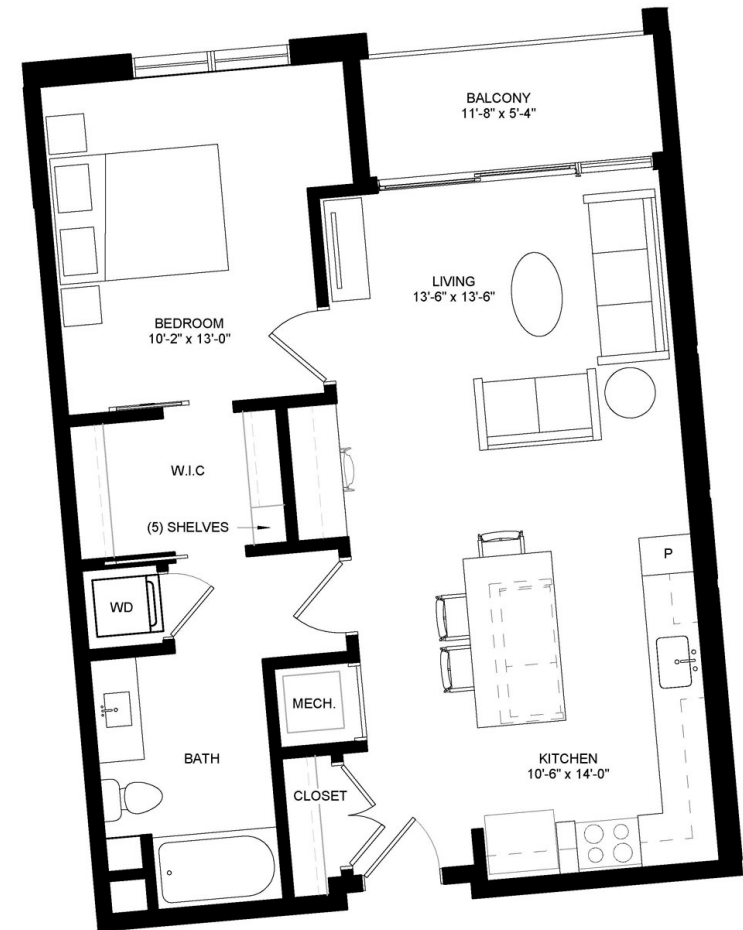 BALCONY
11'-8" x 5'-4"
LIVING
13'-6" x 13'-6"
BEDROOM
10'-2" x 13'-0"
W.I.C
(5) SHELVES
P
WD
MECH.
BATH
KITCHEN
10'-6" x 14'-0"
CLOSET